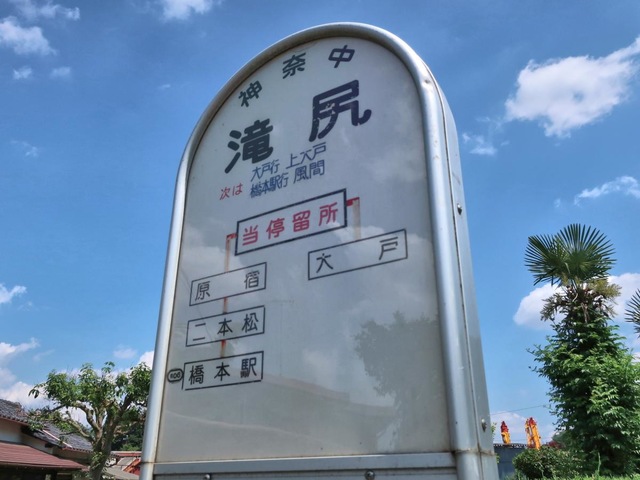 神奈中
滝尻
次は 大戸行 上大戸
橋本駅行 風間
当停留所
原宿 大戸
二本松
橋本駅